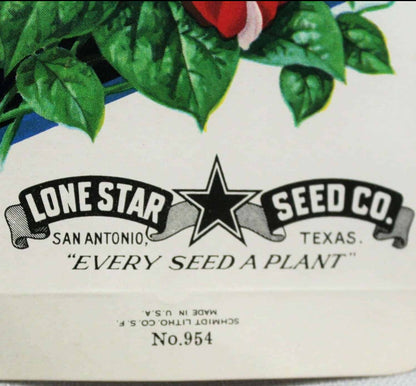 LONE STAR SEED CO.
SAN ANTONIO, TEXAS.
"EVERY SEED A PLANT"
SCHMIDT LITHO. CO. S. F.
MADE IN U.S.A.
No. 954